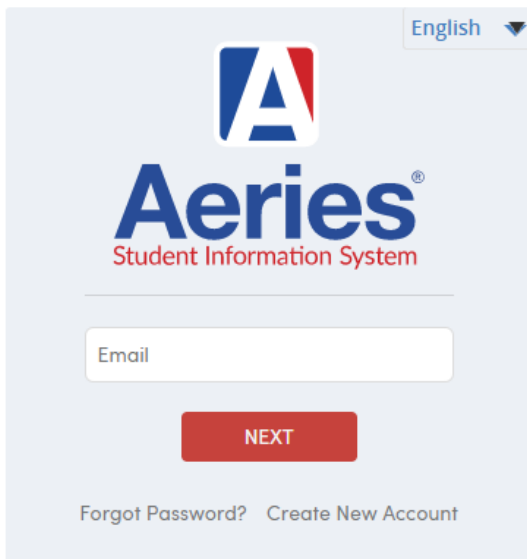 English
A
Aeries®
Student Information System
Email
NEXT
Forgot Password? Create New Account